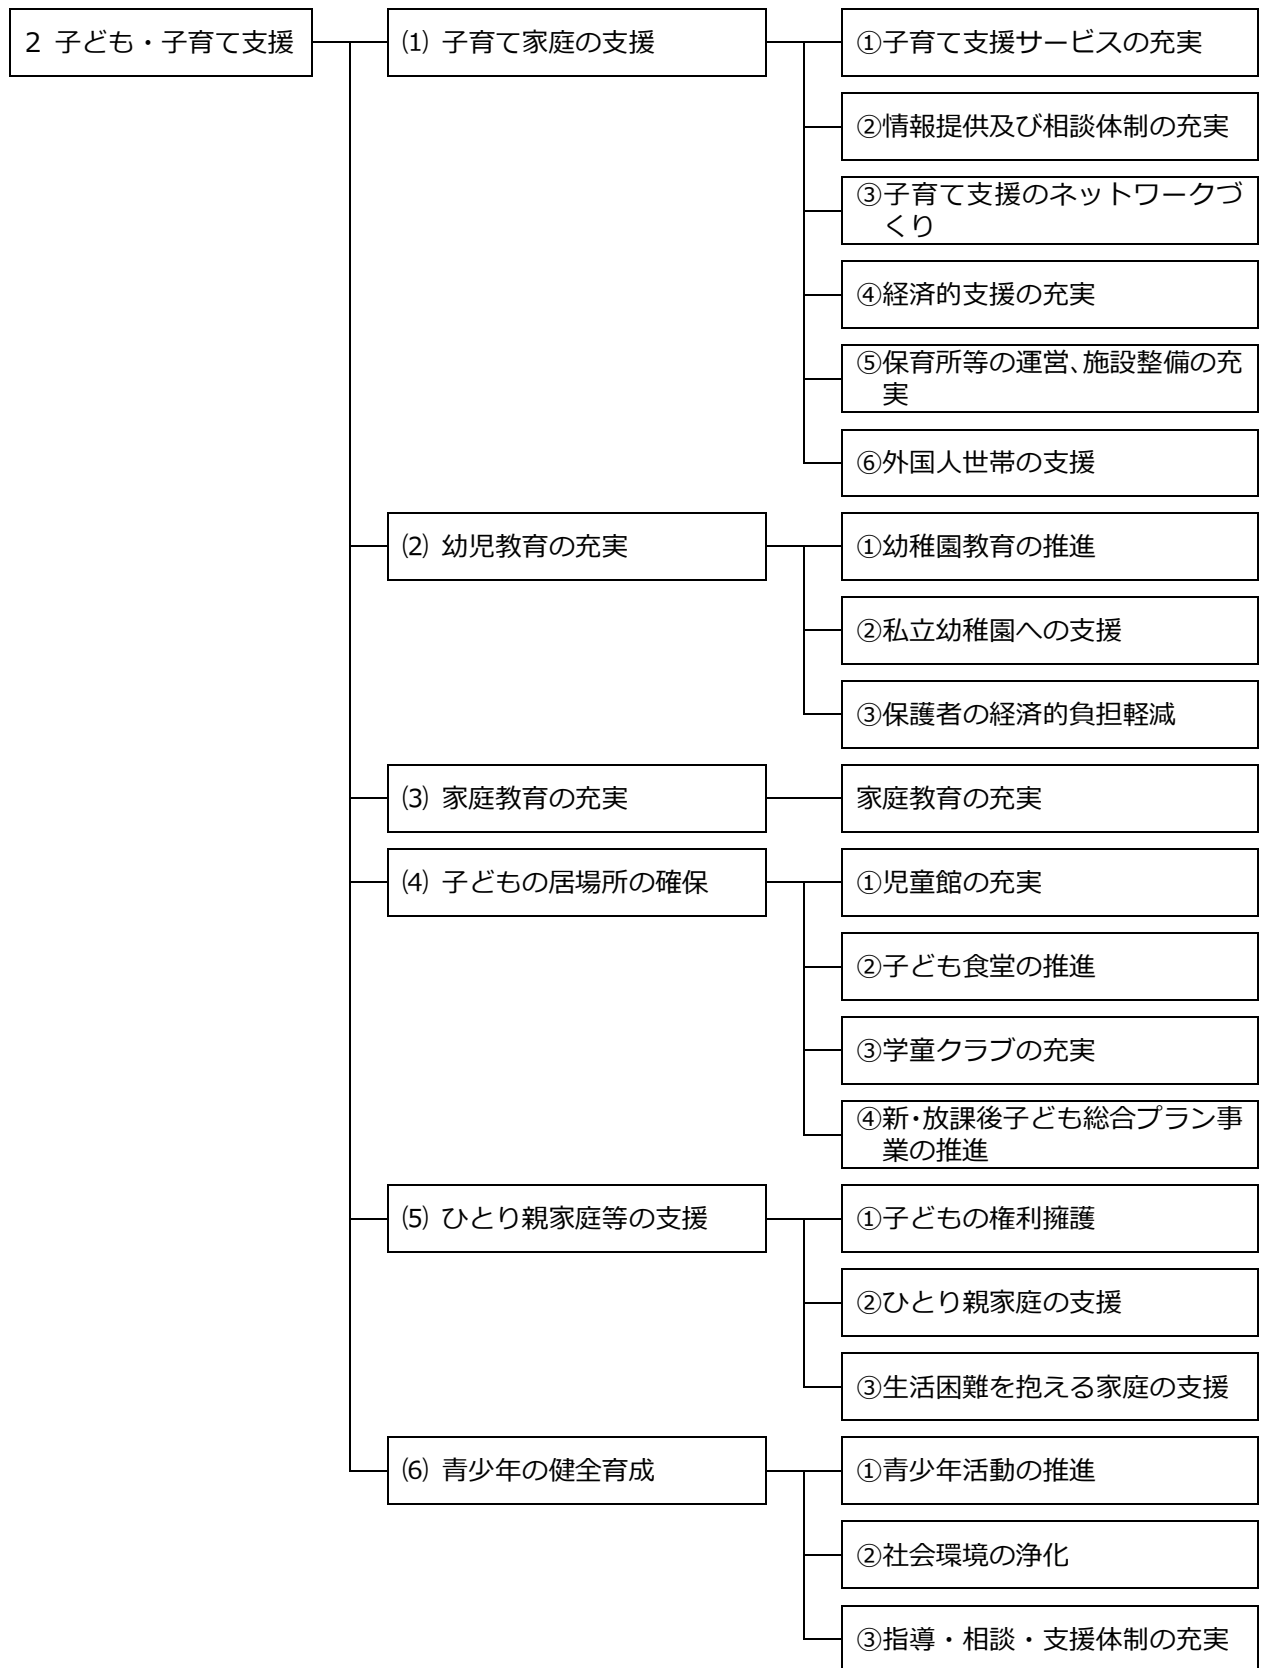 2 子ども・子育て支援
⑴ 子育て家庭の支援
①子育て支援サービスの充実
②情報提供及び相談体制の充実
③子育て支援のネットワークづ
くり
④経済的支援の充実
⑤保育所等の運営、施設整備の充
実
⑥外国人世帯の支援
⑵ 幼児教育の充実
①幼稚園教育の推進
②私立幼稚園への支援
③保護者の経済的負担軽減
⑶ 家庭教育の充実
家庭教育の充実
⑷ 子どもの居場所の確保
①児童館の充実
②子ども食堂の推進
③学童クラブの充実
④新・放課後子ども総合プラン事
業の推進
⑸ ひとり親家庭等の支援
①子どもの権利擁護
②ひとり親家庭の支援
③生活困難を抱える家庭の支援
⑹ 青少年の健全育成
①青少年活動の推進
②社会環境の浄化
③指導・相談・支援体制の充実